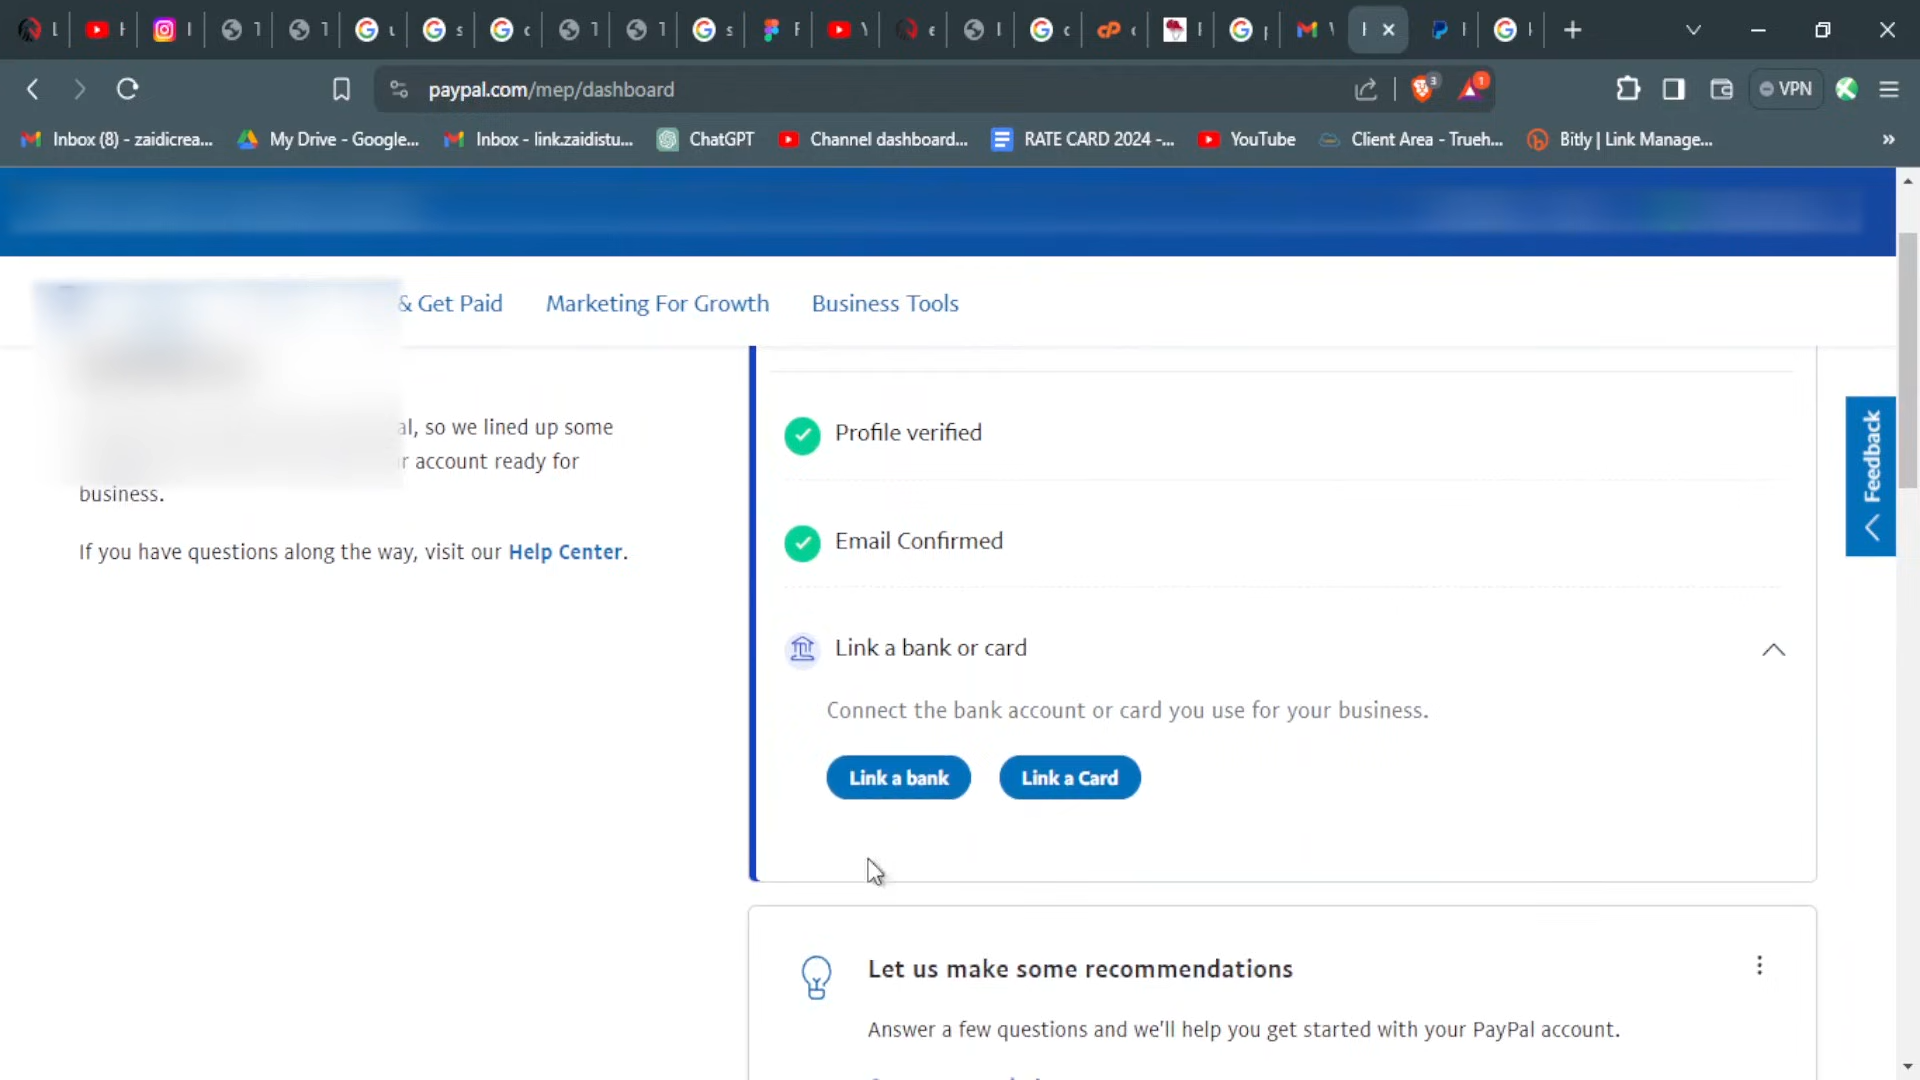 paypal.com/mep/dashboard
3
1
VPN
Inbox (8) - zaidicrea...
My Drive - Google...
Inbox - link.zaidistu...
ChatGPT
Channel dashboard...
RATE CARD 2024 -...
YouTube
Client Area - Trueh...
Bitly | Link Manage...
»
& Get Paid
Marketing For Growth
Business Tools
al, so we lined up some
r account ready for
business.
If you have questions along the way, visit our Help Center.
Profile verified
Email Confirmed
Link a bank or card
Connect the bank account or card you use for your business.
Link a bank
Link a Card
Feedback
Let us make some recommendations
Answer a few questions and we'll help you get started with your PayPal account.